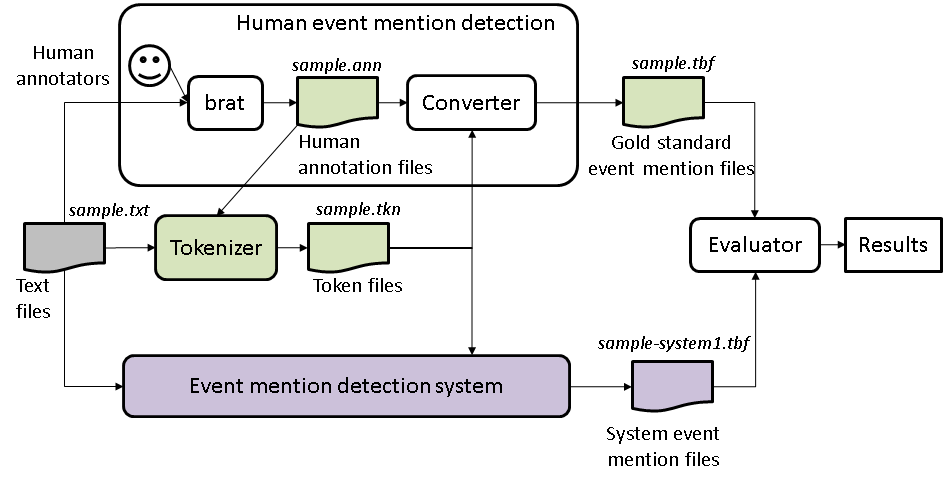 Human event mention detection
Human
annotators
sample.ann
sample.tbf
brat
Converter
Human
annotation files
Gold standard
event mention files
sample.txt
sample.tkn
Tokenizer
Evaluator
Results
Text
files
Token files
sample-system1.tbf
Event mention detection system
System event
mention files